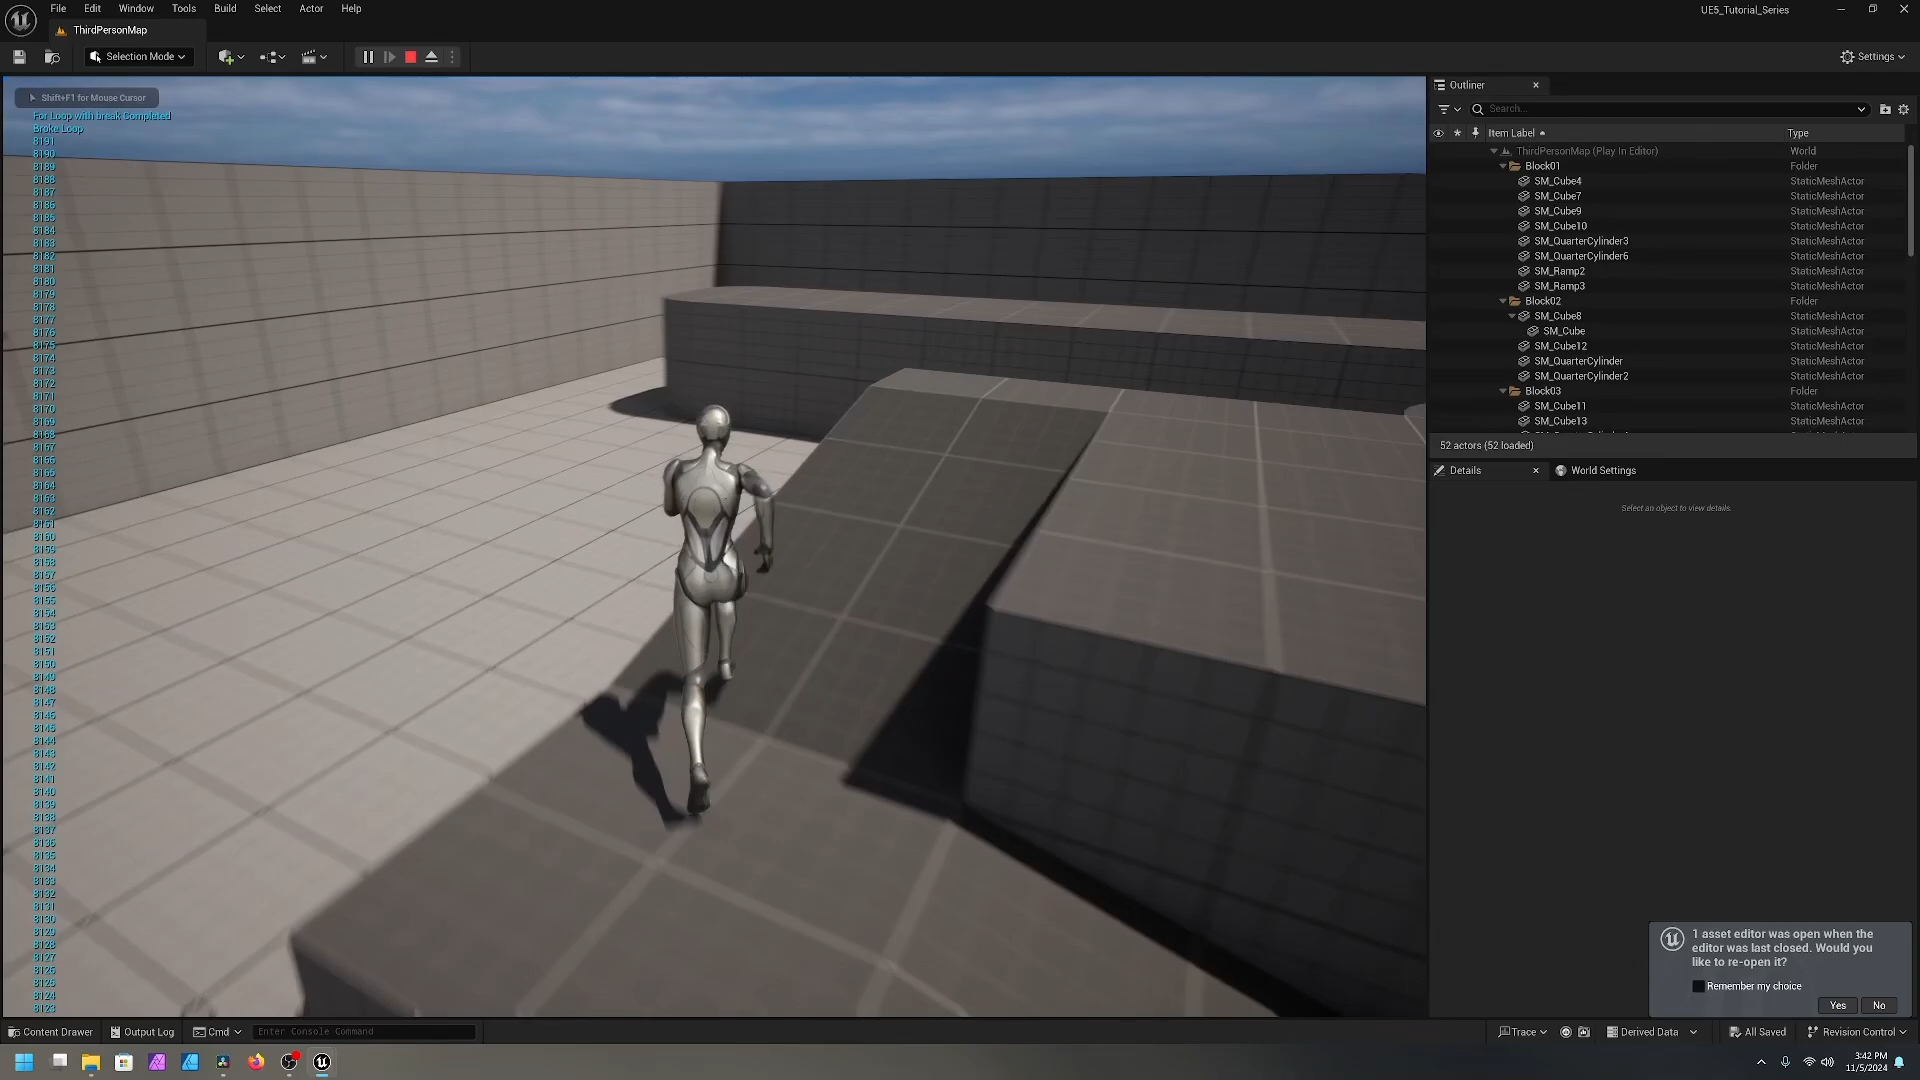 File Edit Window Tools Build Select Actor Help
UE5_Tutorial_Series
ThirdPersonMap
Selection Mode
Settings
Shift+F1 for Mouse Cursor
For Loop with break Completed
Broke Loop
8191
8190
8189
8188
8187
8186
8185
8184
8183
8182
8181
8180
8179
8178
8177
8176
8175
8174
8173
8172
8171
8170
8169
8168
8167
8166
8165
8164
8163
8162
8161
8160
8159
8158
8157
8156
8155
8154
8153
8152
8151
8150
8149
8148
8147
8146
8145
8144
8143
8142
8141
8140
8139
8138
8137
8136
8135
8134
8133
8132
8131
8130
8129
8128
8127
8126
8125
8124
8123
Outliner
Search...
Item Label Type
ThirdPersonMap (Play In Editor) World
Block01 Folder
SM_Cube4 StaticMeshActor
SM_Cube7 StaticMeshActor
SM_Cube9 StaticMeshActor
SM_Cube10 StaticMeshActor
SM_QuarterCylinder3 StaticMeshActor
SM_QuarterCylinder6 StaticMeshActor
SM_Ramp2 StaticMeshActor
SM_Ramp3 StaticMeshActor
Block02 Folder
SM_Cube8 StaticMeshActor
SM_Cube StaticMeshActor
SM_Cube12 StaticMeshActor
SM_QuarterCylinder StaticMeshActor
SM_QuarterCylinder2 StaticMeshActor
Block03 Folder
SM_Cube11 StaticMeshActor
SM_Cube13 StaticMeshActor
52 actors (52 loaded)
Details World Settings
Select an object to view details.
1 asset editor was open when the
editor was last closed. Would you
like to re-open it?
Remember my choice
Yes No
Content Drawer Output Log Cmd Enter Console Command
Trace Derived Data All Saved Revision Control
3:42 PM
11/5/2024